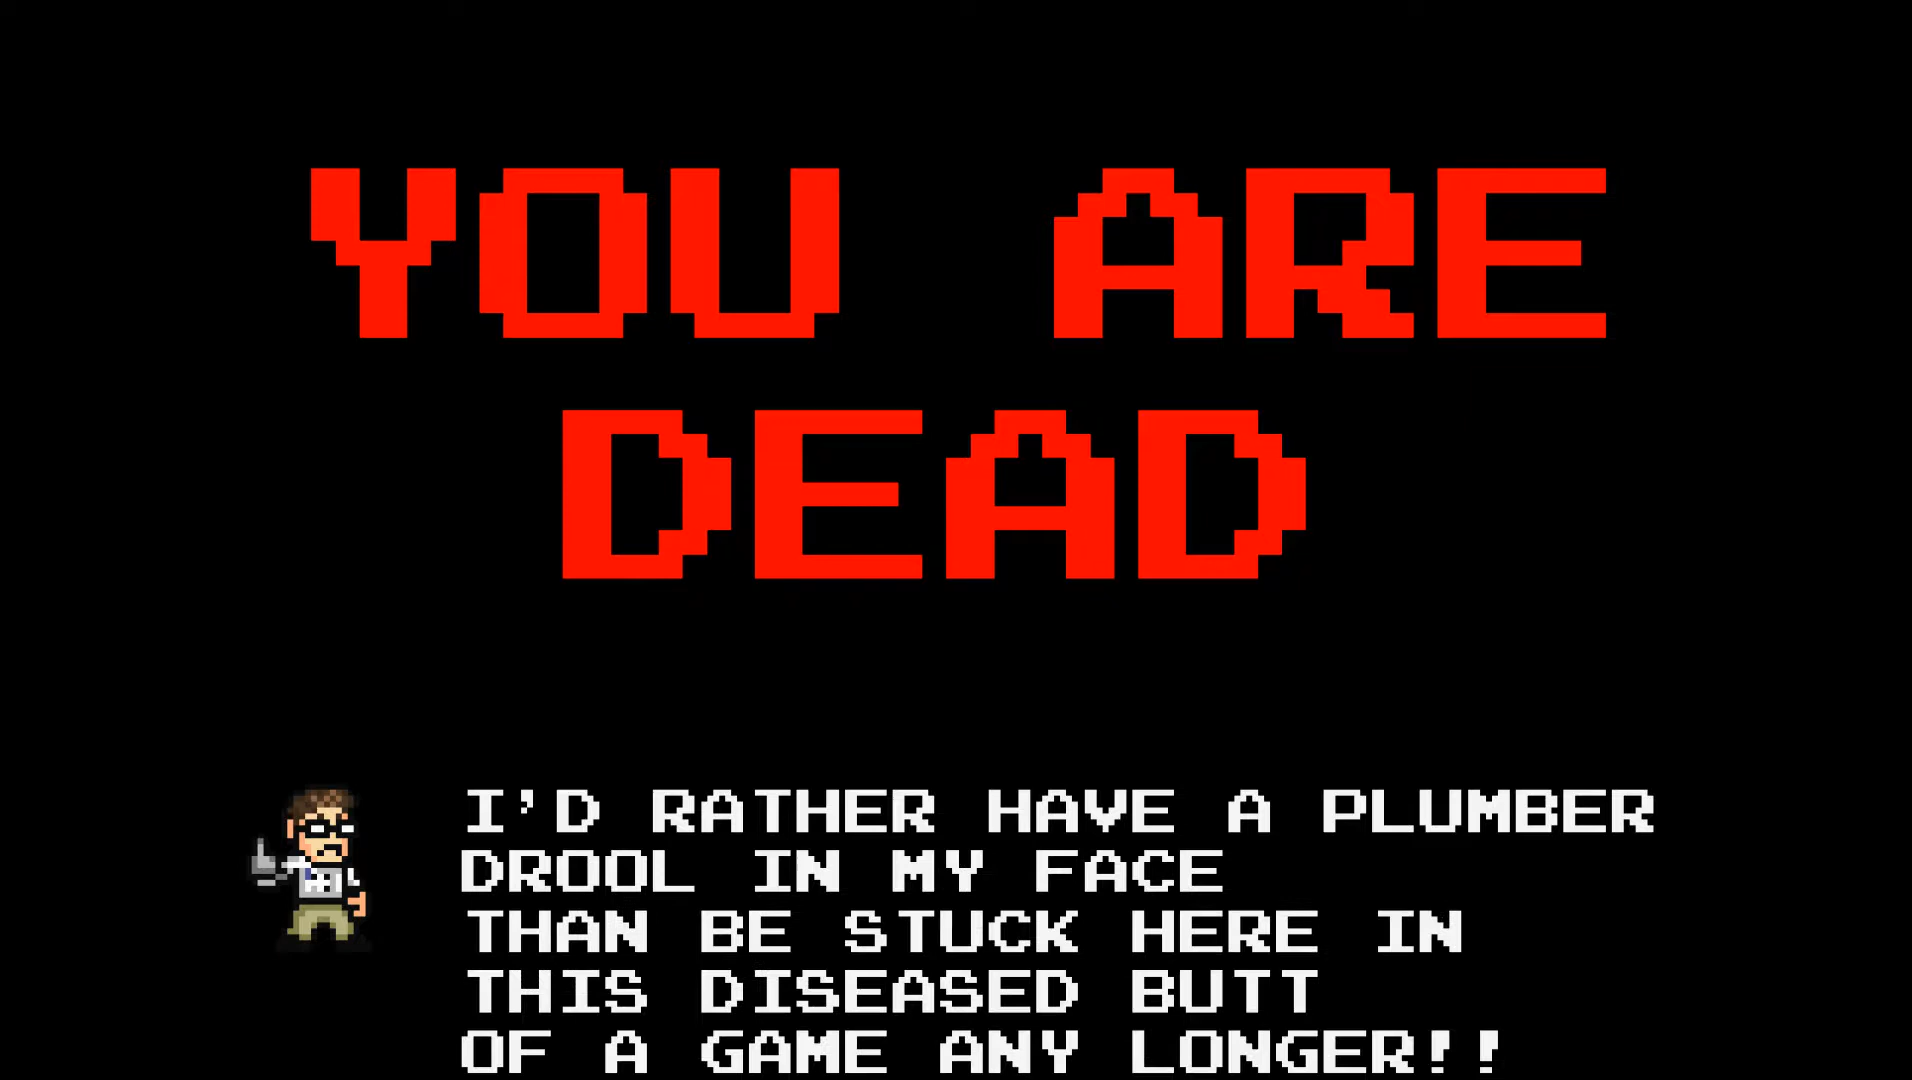 YOU ARE
DEAD
I'D RATHER HAVE A PLUMBER
DROOL IN MY FACE
THAN BE STUCK HERE IN
THIS DISEASED BUTT
OF A GAME ANY LONGER!!